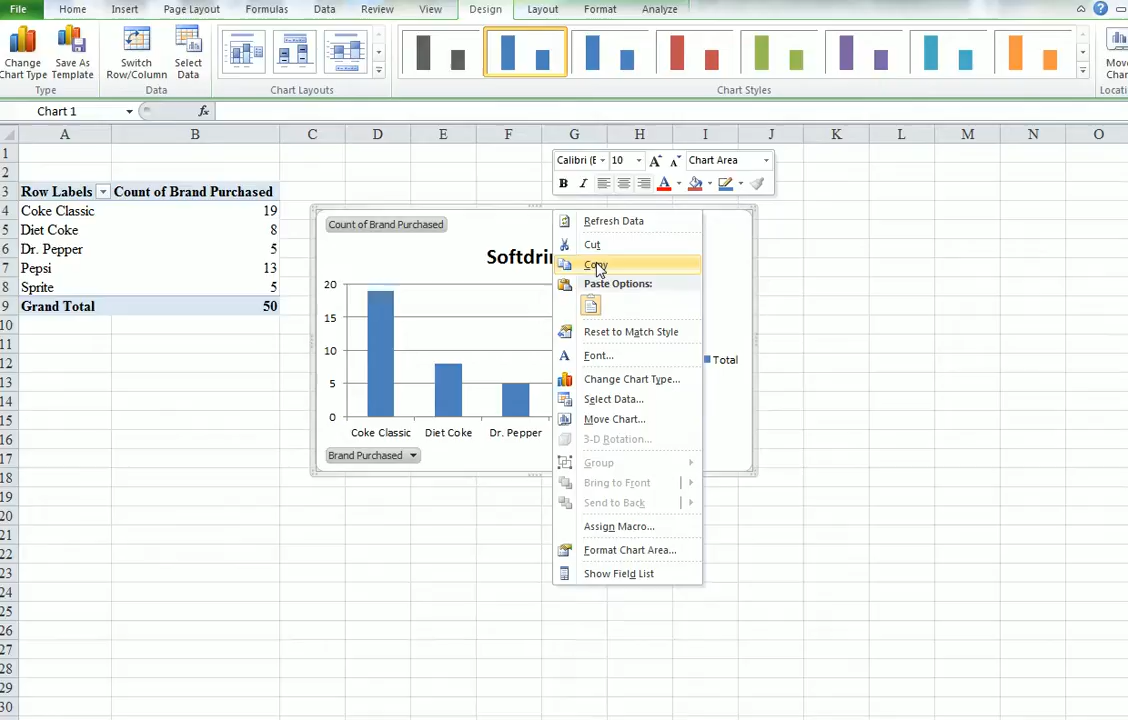 File Home Insert Page Layout Formulas Data Review View Design Layout Format Analyze
Change Chart Type
Save As Template
Switch Row/Column
Select Data
Type
Data
Chart Layouts
Chart Styles
Chart 1
fx
A B C D E F G H I J K L M N O
1
2
3 Row Labels Count of Brand Purchased
4 Coke Classic 19
5 Diet Coke 8
6 Dr. Pepper 5
7 Pepsi 13
8 Sprite 5
9 Grand Total 50
10
11
12
13
14
15
16
17
18
19
20
21
22
23
24
25
26
27
28
29
30
Calibri (E 10 A A Chart Area
B I A
Count of Brand Purchased
20
15
10
5
0
Coke Classic Diet Coke Dr. Pepper
Brand Purchased
Total
Refresh Data
Cut
Copy
Paste Options:
Reset to Match Style
A Font...
Change Chart Type...
Select Data...
Move Chart...
3-D Rotation...
Group
Bring to Front
Send to Back
Assign Macro...
Format Chart Area...
Show Field List